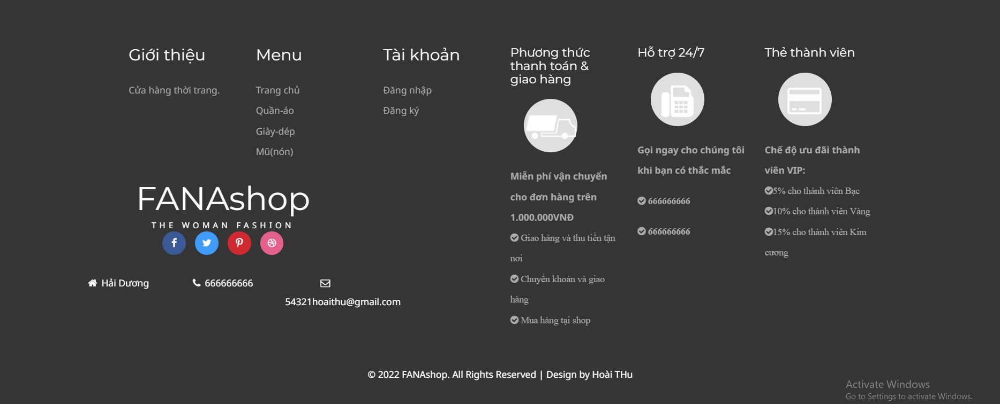 Giới thiệu
Cửa hàng thời trang.
Menu
Trang chủ
Quần-áo
Giày-dép
Mũ(nón)
Tài khoản
Đăng nhập
Đăng ký
FANAshop
THE WOMAN FASHION
Hải Dương
666666666
54321hoaithu@gmail.com
Phương thức
thanh toán &
giao hàng
Miễn phí vận chuyển
cho đơn hàng trên
1.000.000VNĐ
Giao hàng và thu tiền tận
nơi
Chuyển khoản và giao
hàng
Mua hàng tại shop
Hỗ trợ 24/7
Gọi ngay cho chúng tôi
khi bạn có thắc mắc
666666666
666666666
Thẻ thành viên
Chế độ ưu đãi thành
viên VIP:
5% cho thành viên Bạc
10% cho thành viên Vàng
15% cho thành viên Kim
cương
© 2022 FANAshop. All Rights Reserved | Design by Hoài THu
Activate Windows
Go to Settings to activate Windows.